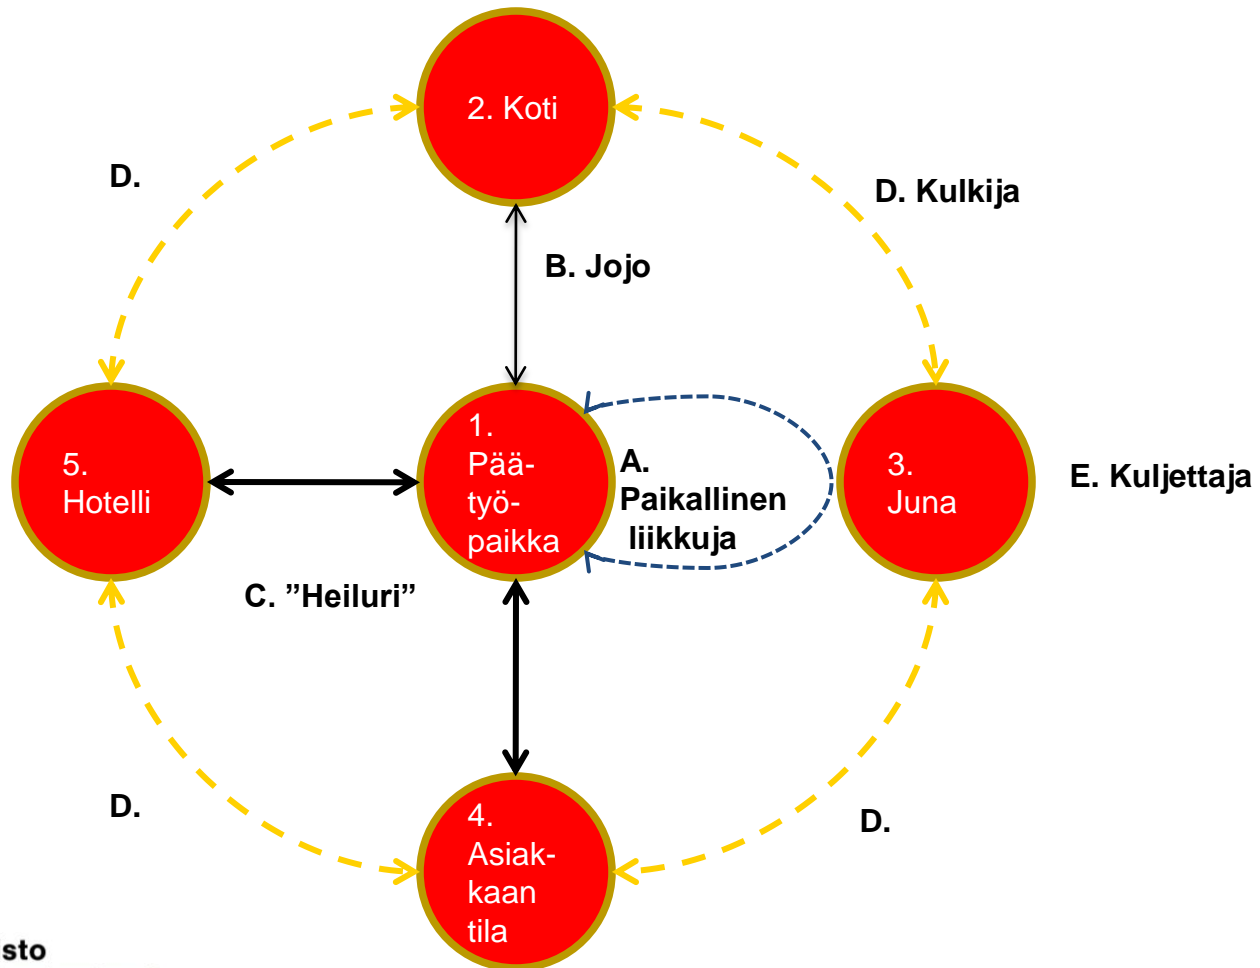 2. Koti
D.
D. Kulkija
B. Jojo
1.
Pää-
työ-
paikka
A.
Paikallinen
liikkuja
5.
Hotelli
3.
Juna
E. Kuljettaja
C. ”Heiluri”
D.
D.
4.
Asiak-
kaan
tila
sto